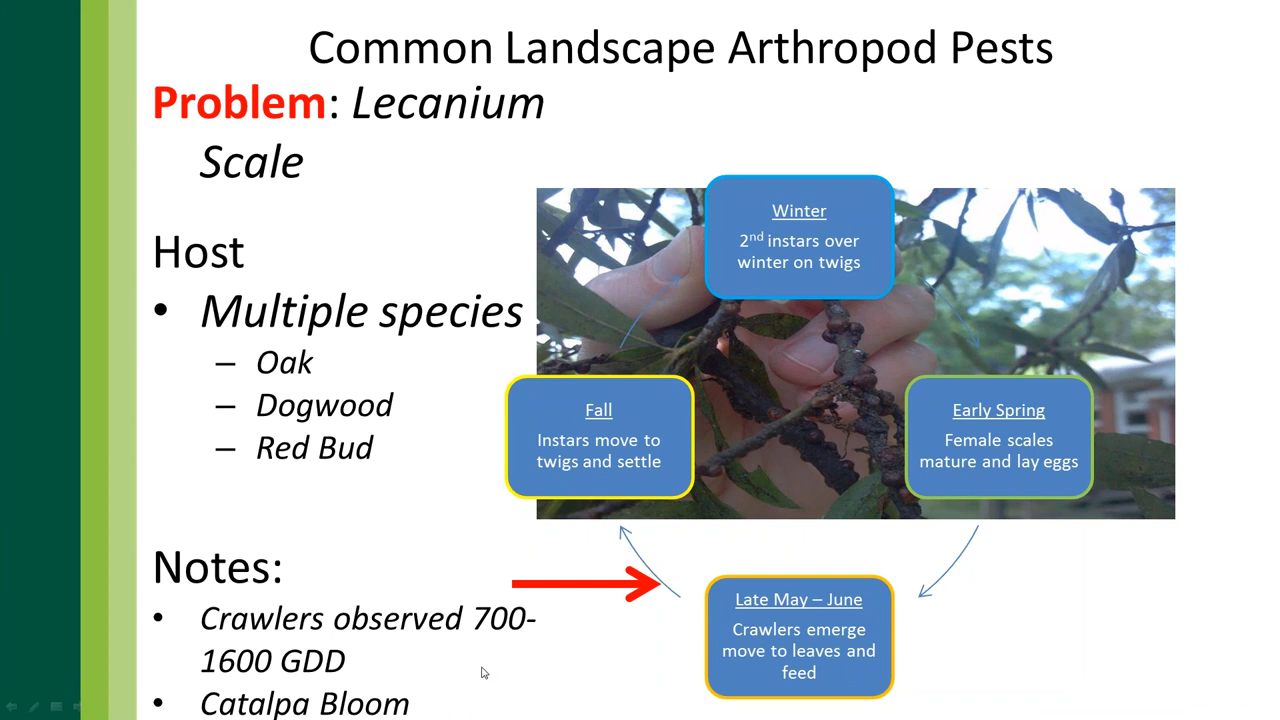 Common Landscape Arthropod Pests
Problem: Lecanium
Scale
Host
• Multiple species
– Oak
– Dogwood
– Red Bud
Notes:
• Crawlers observed 700-
1600 GDD
• Catalpa Bloom
Winter
2nd instars over
winter on twigs
Early Spring
Female scales
mature and lay eggs
Late May – June
Crawlers emerge
move to leaves and
feed
Fall
Instars move to
twigs and settle